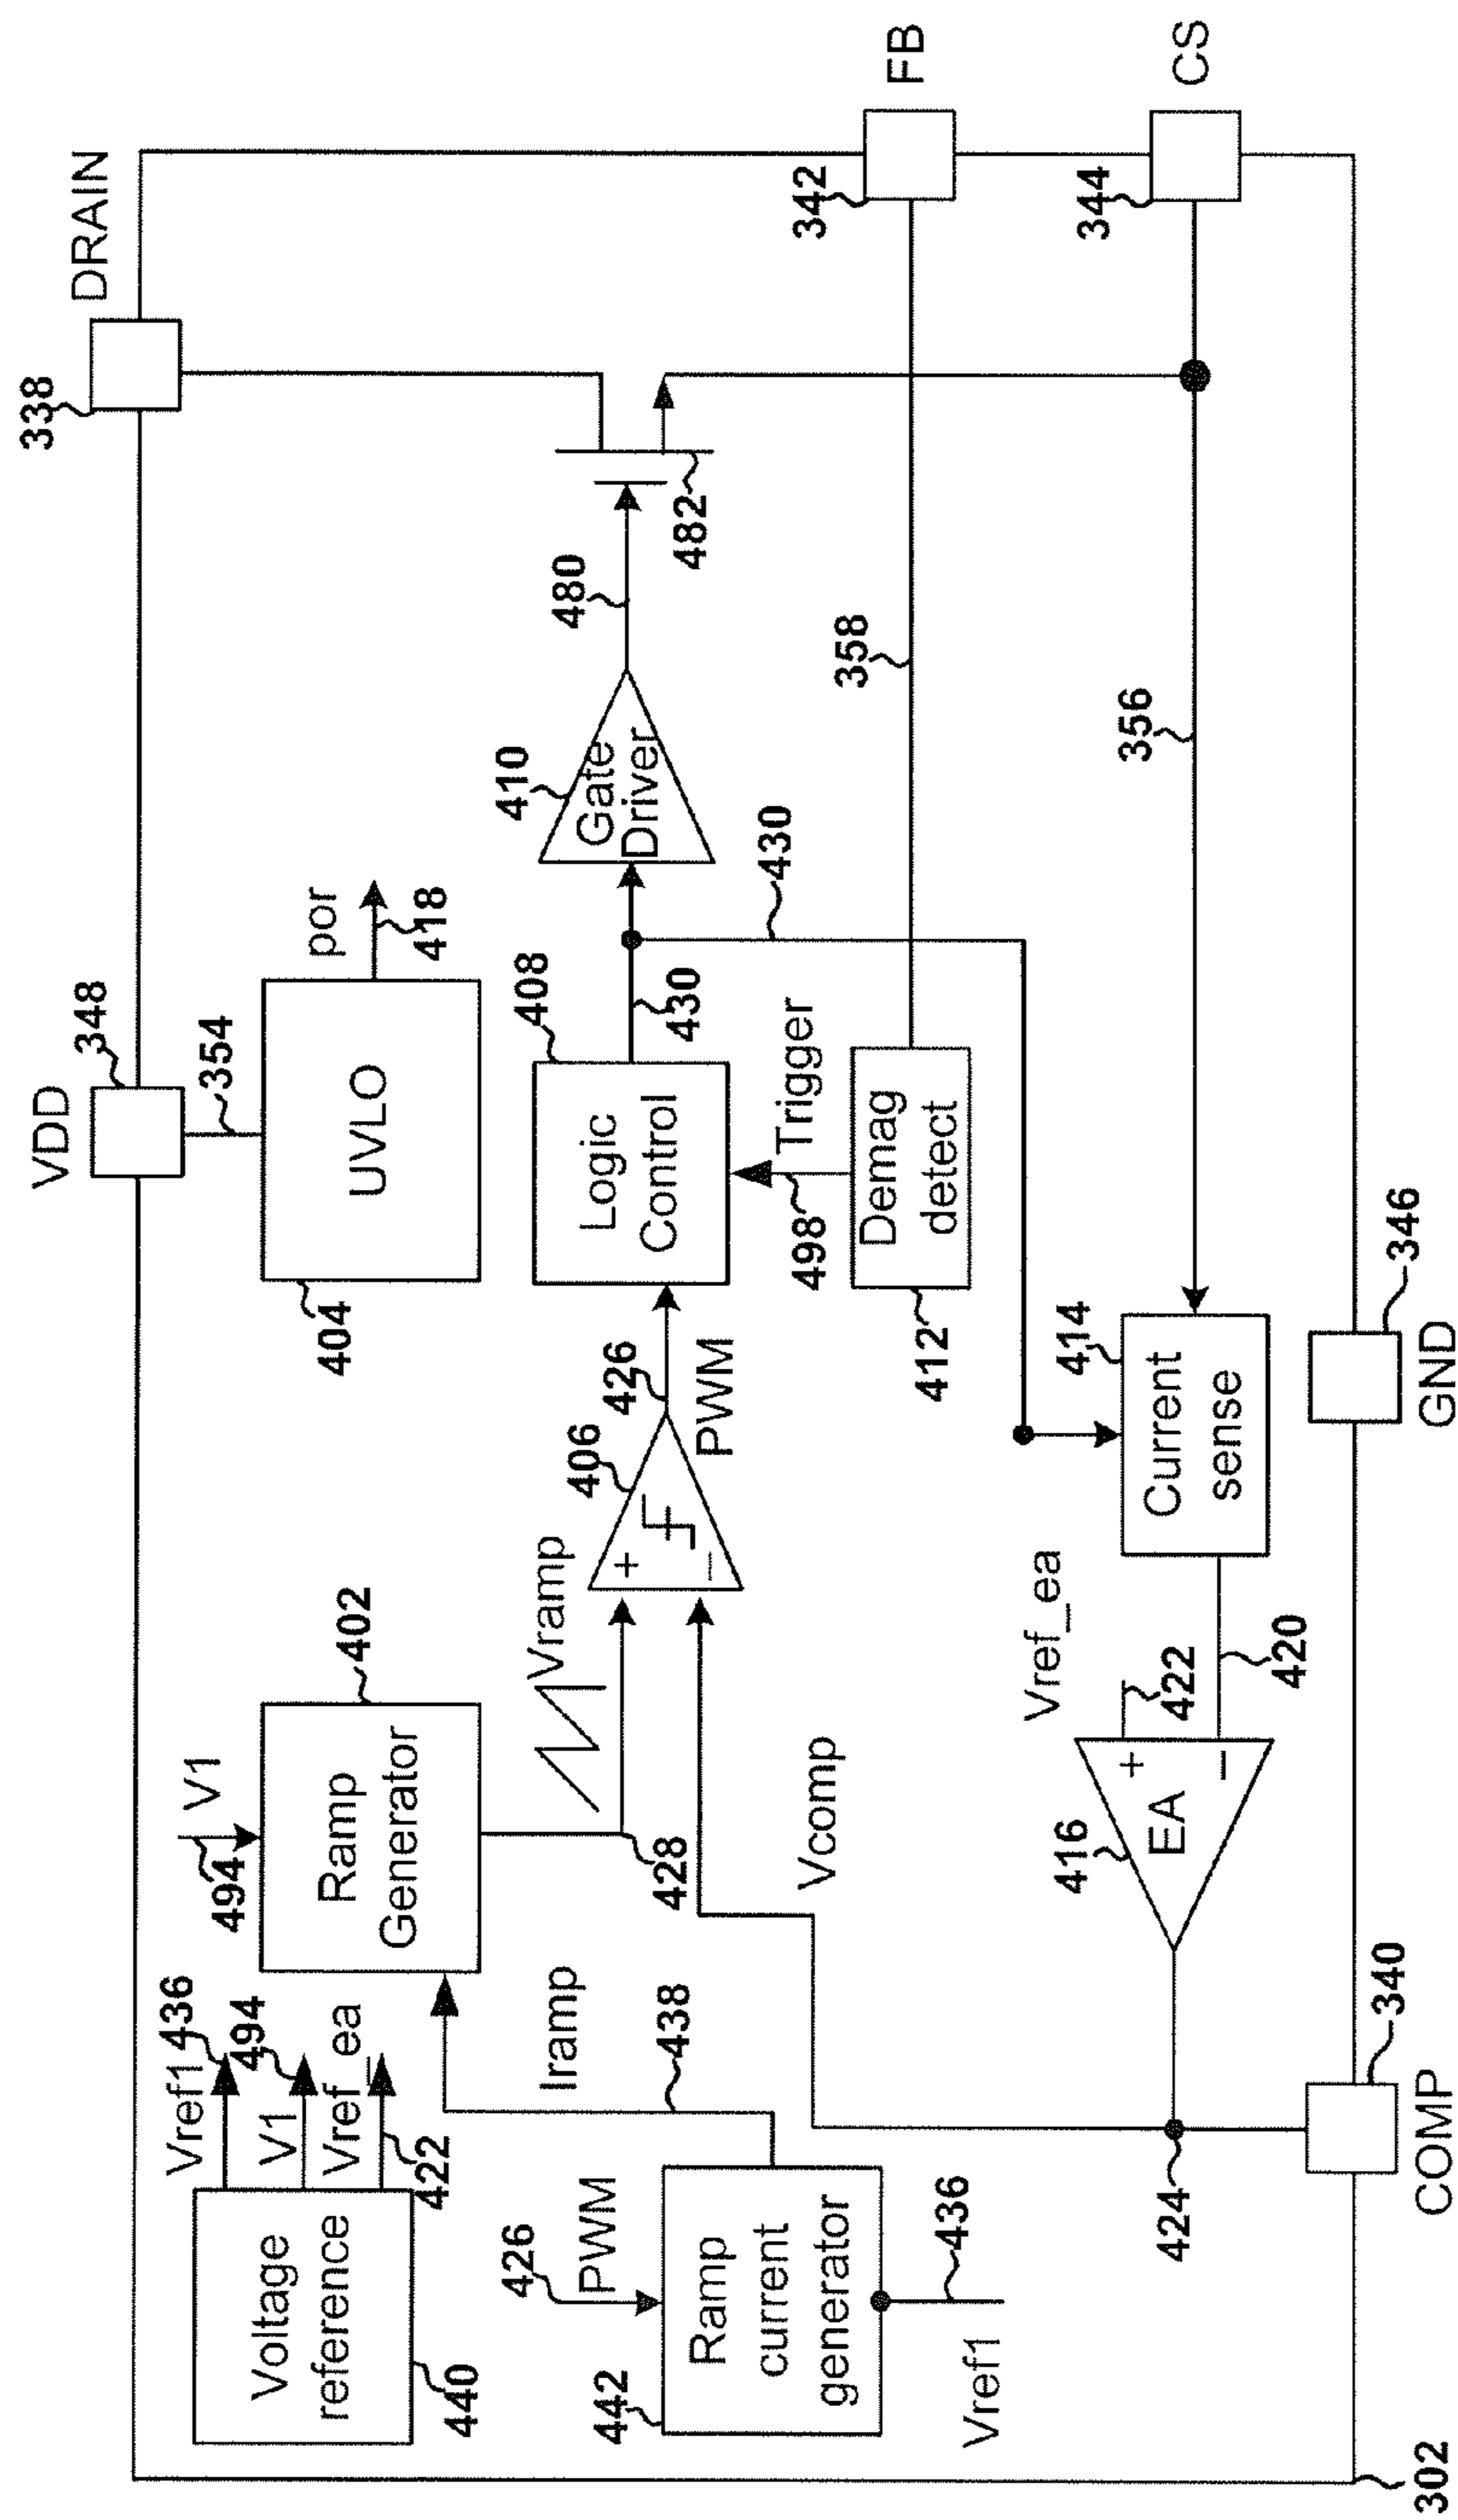 VDD
348
354
DRAIN
338
Voltage
reference
440
Vref1
436
V1
494
Vref_ea
422
V1
494
Ramp
Generator
402
UVLO
404
por
418
426
PWM
Ramp
current
generator
442
Vref1
436
Iramp
438
428
Vramp
+
−
406
426
PWM
Logic
Control
408
430
Gate
Driver
410
480
482
430
Trigger
498
Demag
detect
412
358
342
FB
Vcomp
416
EA
+
−
Vref_ea
422
420
Current
sense
414
356
344
CS
424
340
COMP
346
GND
302